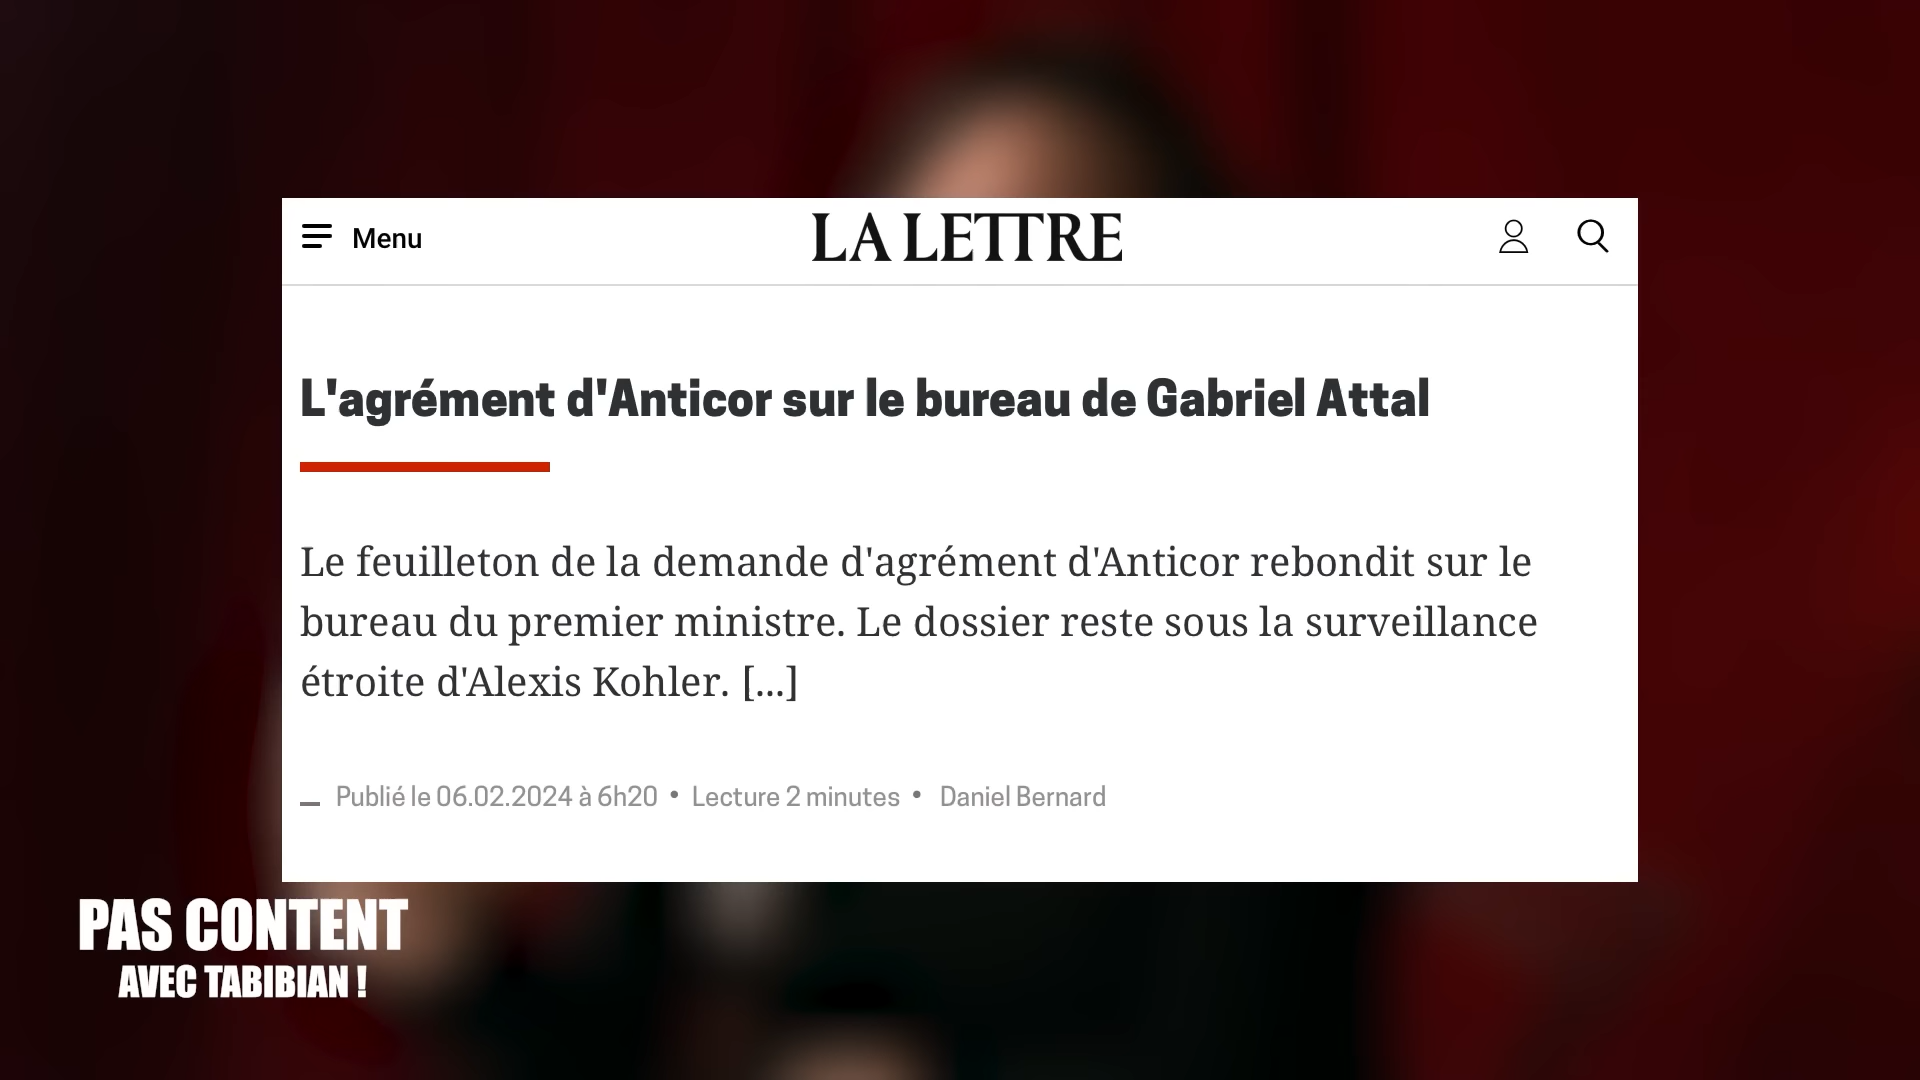 Menu
LA LETTRE
L'agrément d'Anticor sur le bureau de Gabriel Attal
Le feuilleton de la demande d'agrément d'Anticor rebondit sur le
bureau du premier ministre. Le dossier reste sous la surveillance
étroite d'Alexis Kohler. [...]
Publié le 06.02.2024 à 6h20 • Lecture 2 minutes • Daniel Bernard
PAS CONTENT
AVEC TABIBIAN !